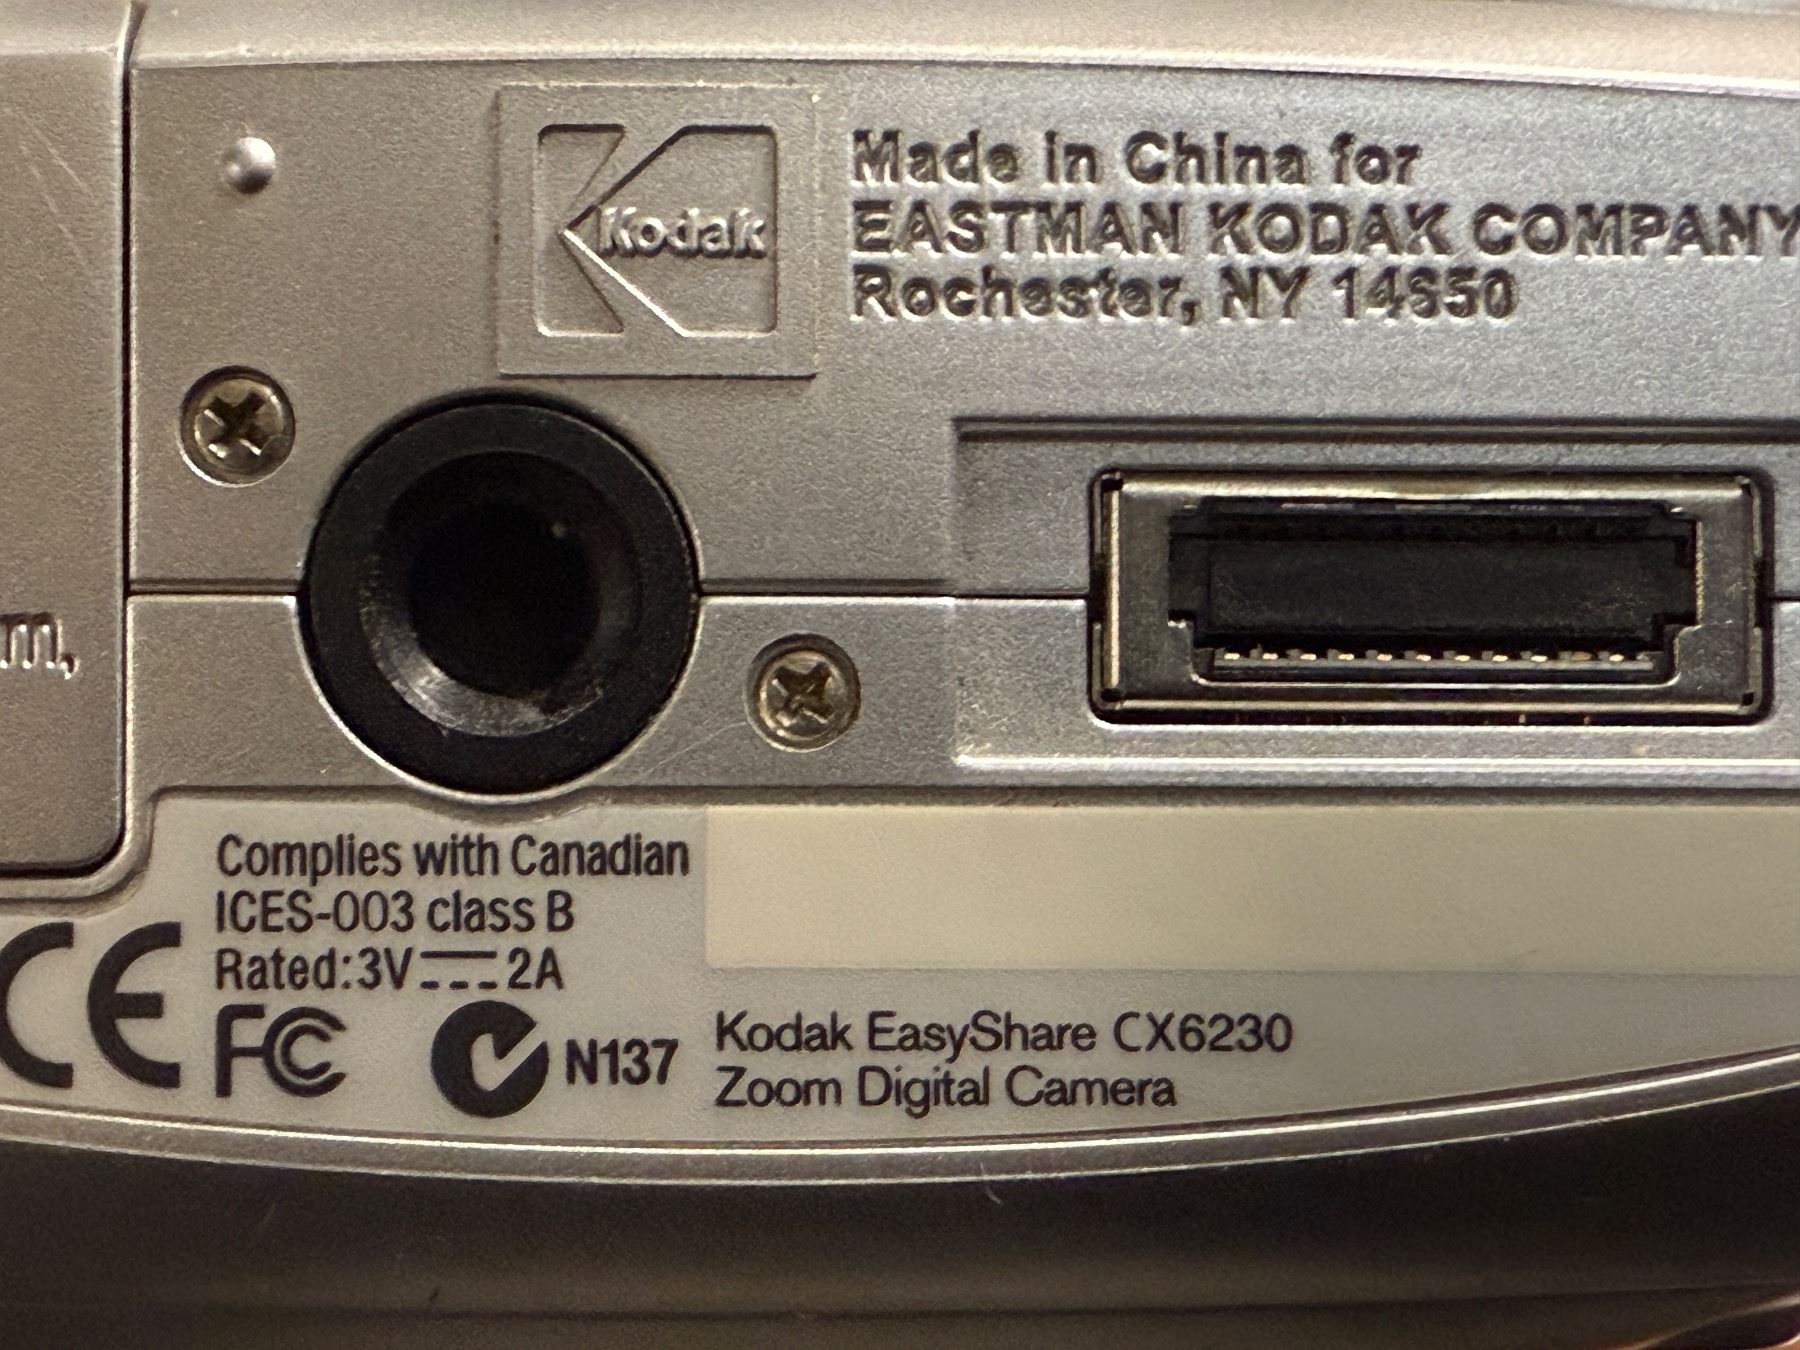 Kodak
Made in China for
EASTMAN KODAK COMPANY
Rochester, NY 14650
m,
Complies with Canadian
ICES-003 class B
Rated: 3V 2A
CE
FC
N137
Kodak EasyShare CX6230
Zoom Digital Camera